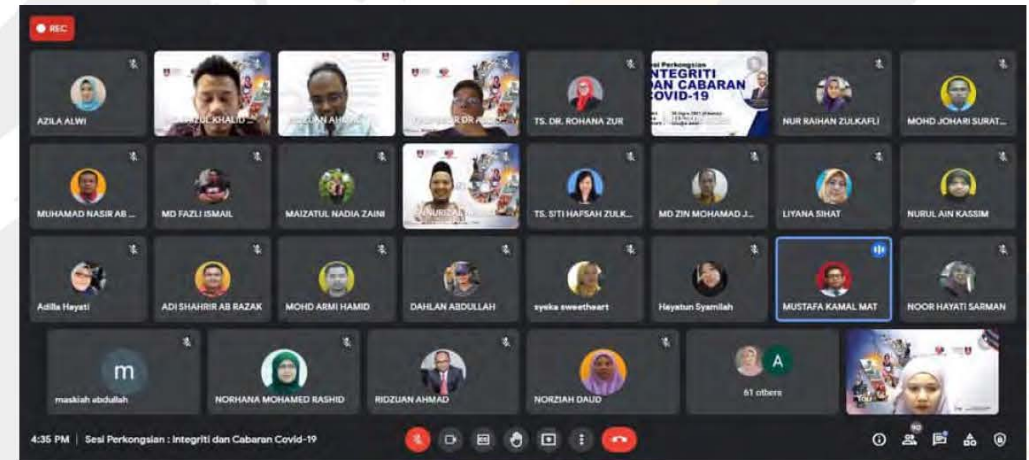 REC
AZILA ALWI
TS. DR. ROHANA ZUR
Sesi Perkongsian
INTEGRITI
DAN CABARAN
COVID-19
NUR RAIHAN ZULKAFLI
MOHD JOHARI SURAT...
MUHAMAD NASIR AB ...
MD FAZLI ISMAIL
MAIZATUL NADIA ZAINI
TS. SITI HAFSAH ZULK...
MD ZIN MOHAMAD J...
LIYANA SIHAT
NURUL AIN KASSIM
Adilla Hayati
ADI SHAHRIR AB RAZAK
MOHD ARMI HAMID
DAHLAN ABDULLAH
syeka sweetheart
Hayatun Syamilah
MUSTAFA KAMAL MAT
NOOR HAYATI SARMAN
m
maskiah abdullah
NORHANA MOHAMED RASHID
RIDZUAN AHMAD
NORZIAH DAUD
A
61 others
4:35 PM | Sesi Perkongsian : Integriti dan Cabaran Covid-19
90